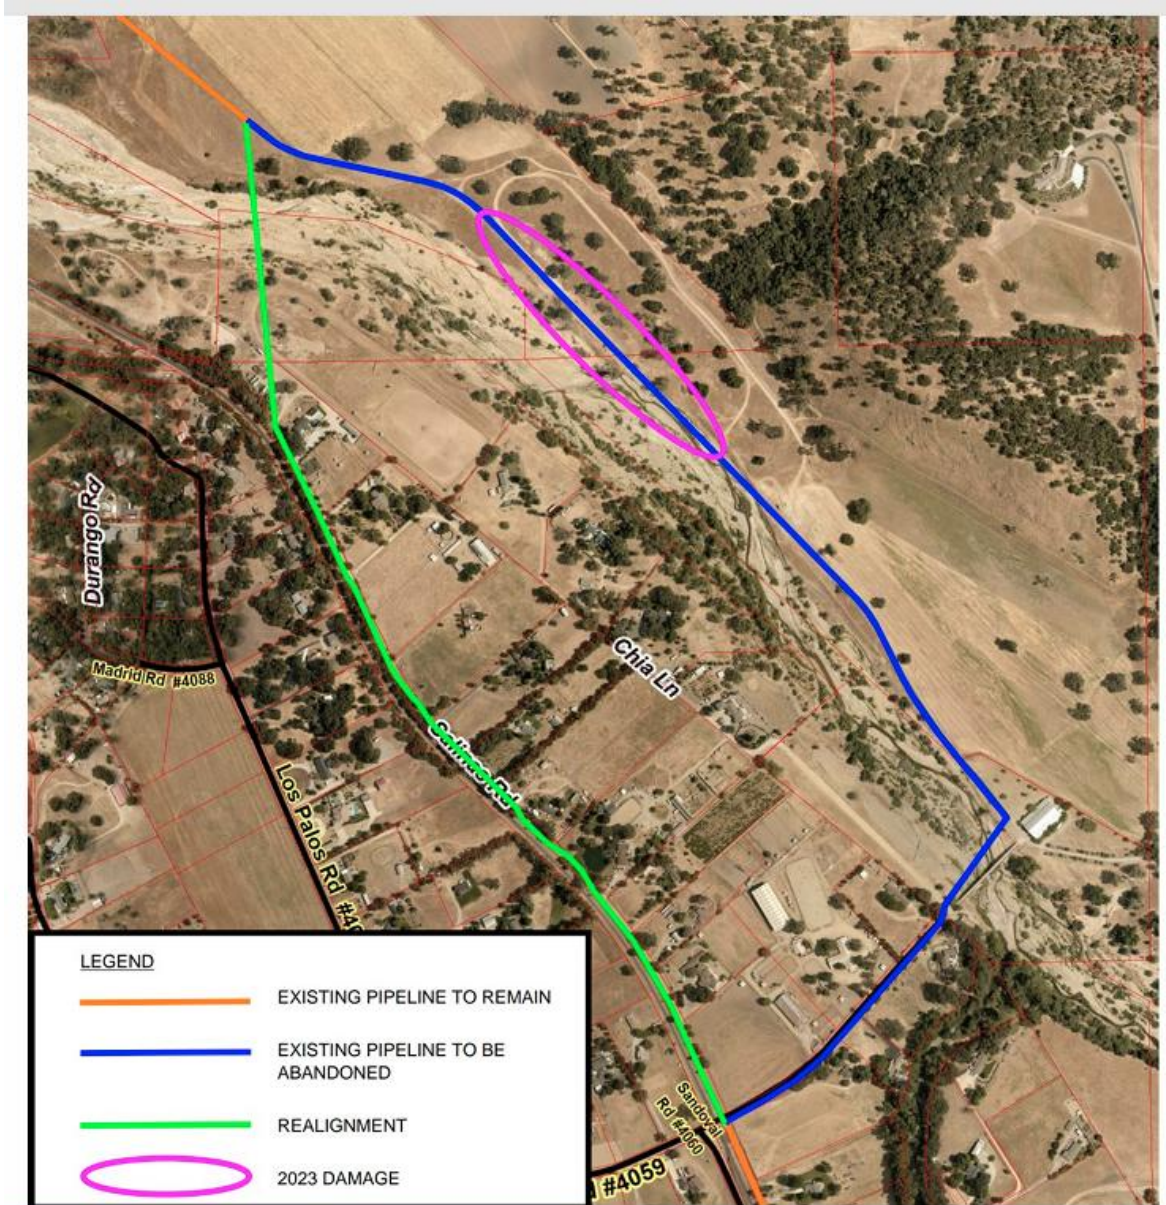 Durango Rd
Madrid Rd #4088
Chia Ln
Salinas Rd
Los Palos Rd #40
Sandoval
Rd #4060
#4059
LEGEND
EXISTING PIPELINE TO REMAIN
EXISTING PIPELINE TO BE
ABANDONED
REALIGNMENT
2023 DAMAGE